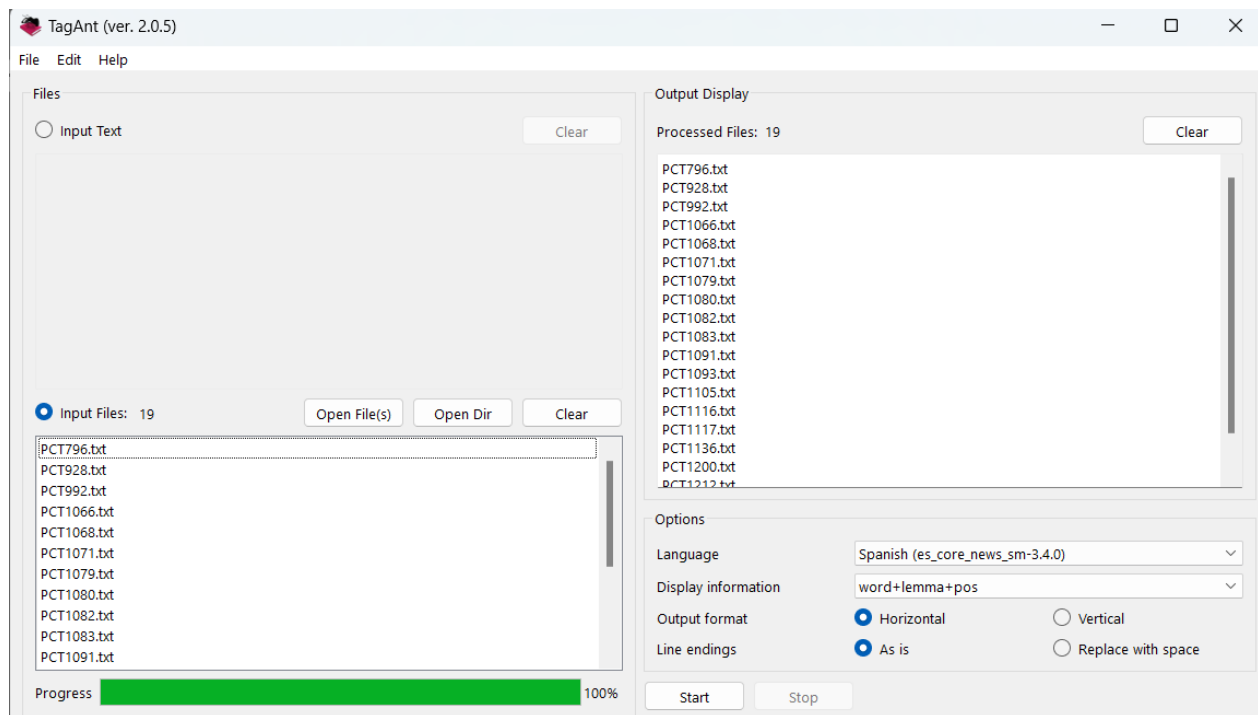 TagAnt (ver. 2.0.5)
File Edit Help
Files
Input Text
Clear
Input Files: 19
Open File(s)
Open Dir
Clear
PCT796.txt
PCT928.txt
PCT992.txt
PCT1066.txt
PCT1068.txt
PCT1071.txt
PCT1079.txt
PCT1080.txt
PCT1082.txt
PCT1083.txt
PCT1091.txt
Progress
100%
Output Display
Processed Files: 19
Clear
PCT796.txt
PCT928.txt
PCT992.txt
PCT1066.txt
PCT1068.txt
PCT1071.txt
PCT1079.txt
PCT1080.txt
PCT1082.txt
PCT1083.txt
PCT1091.txt
PCT1093.txt
PCT1105.txt
PCT1116.txt
PCT1117.txt
PCT1136.txt
PCT1200.txt
PCT1212.txt
Options
Language Spanish (es_core_news_sm-3.4.0)
Display information word+lemma+pos
Output format Horizontal Vertical
Line endings As is Replace with space
Start Stop